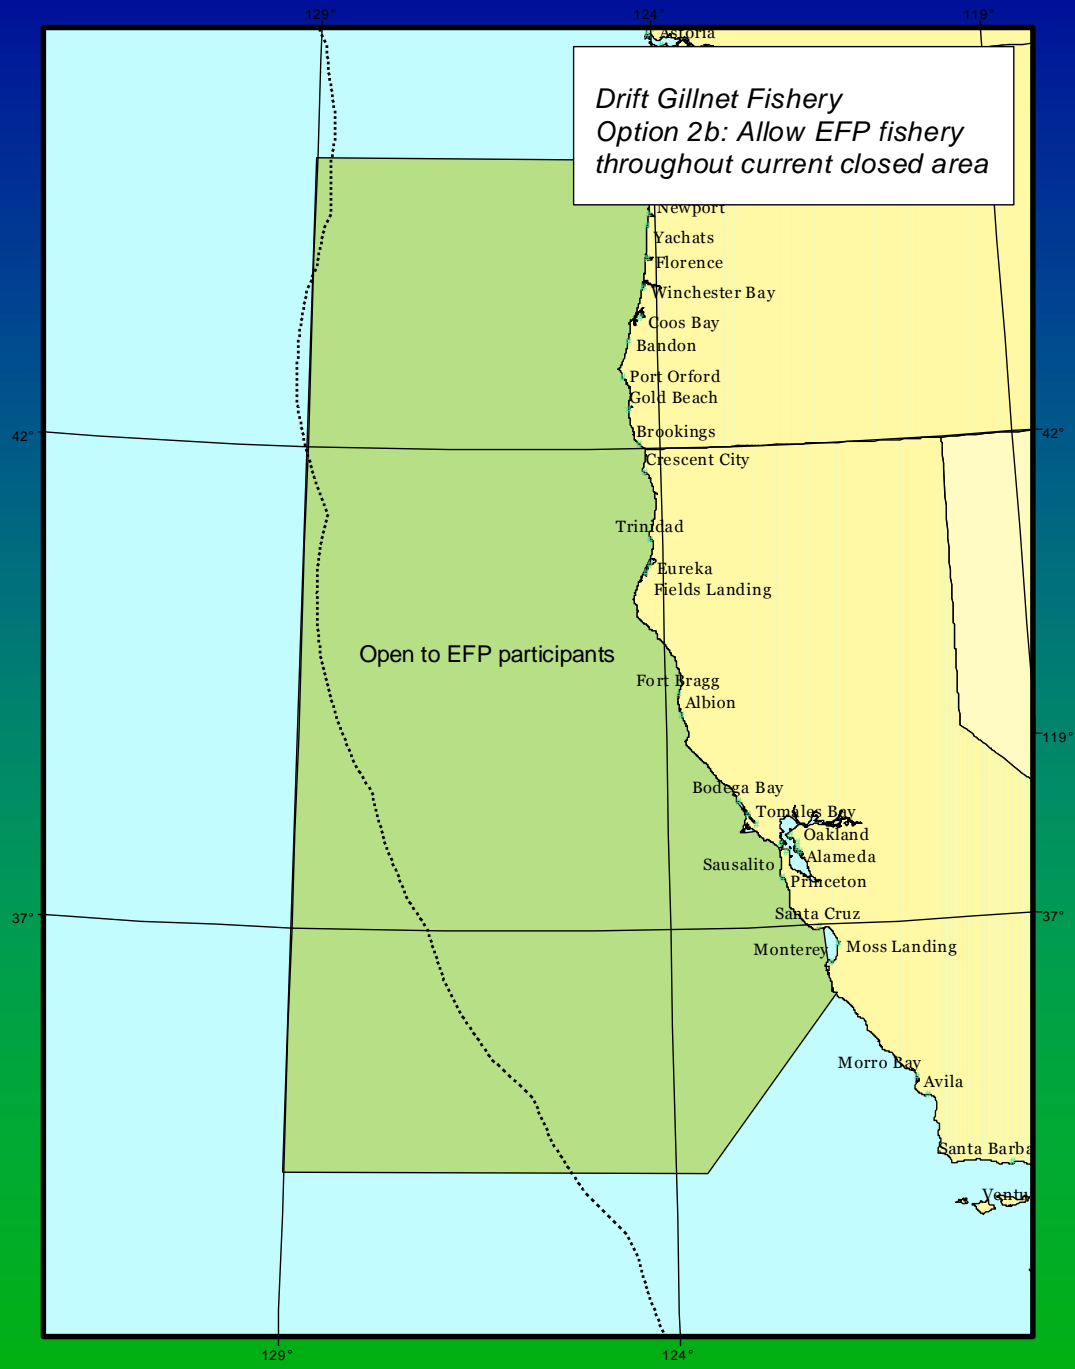 129°
124°
119°
Astoria
Drift Gillnet Fishery
Option 2b: Allow EFP fishery
throughout current closed area
Newport
Yachats
Florence
Winchester Bay
Coos Bay
Bandon
Port Orford
Gold Beach
Brookings
42°
42°
Crescent City
Trinidad
Eureka
Fields Landing
Open to EFP participants
Fort Bragg
Albion
119°
Bodega Bay
Tomales Bay
Oakland
Alameda
Sausalito
Princeton
Santa Cruz
37°
37°
Monterey
Moss Landing
Morro Bay
Avila
Santa Barba
Ventu
129°
124°